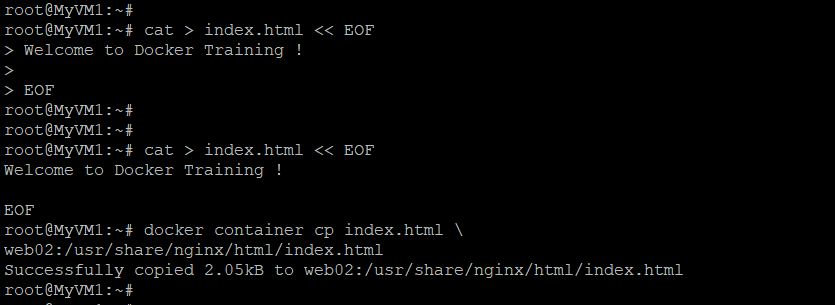 root@MyVM1:~#
root@MyVM1:~# cat > index.html << EOF
> Welcome to Docker Training !
>
> EOF
root@MyVM1:~#
root@MyVM1:~#
root@MyVM1:~# cat > index.html << EOF
Welcome to Docker Training !

EOF
root@MyVM1:~# docker container cp index.html \
web02:/usr/share/nginx/html/index.html
Successfully copied 2.05kB to web02:/usr/share/nginx/html/index.html
root@MyVM1:~#